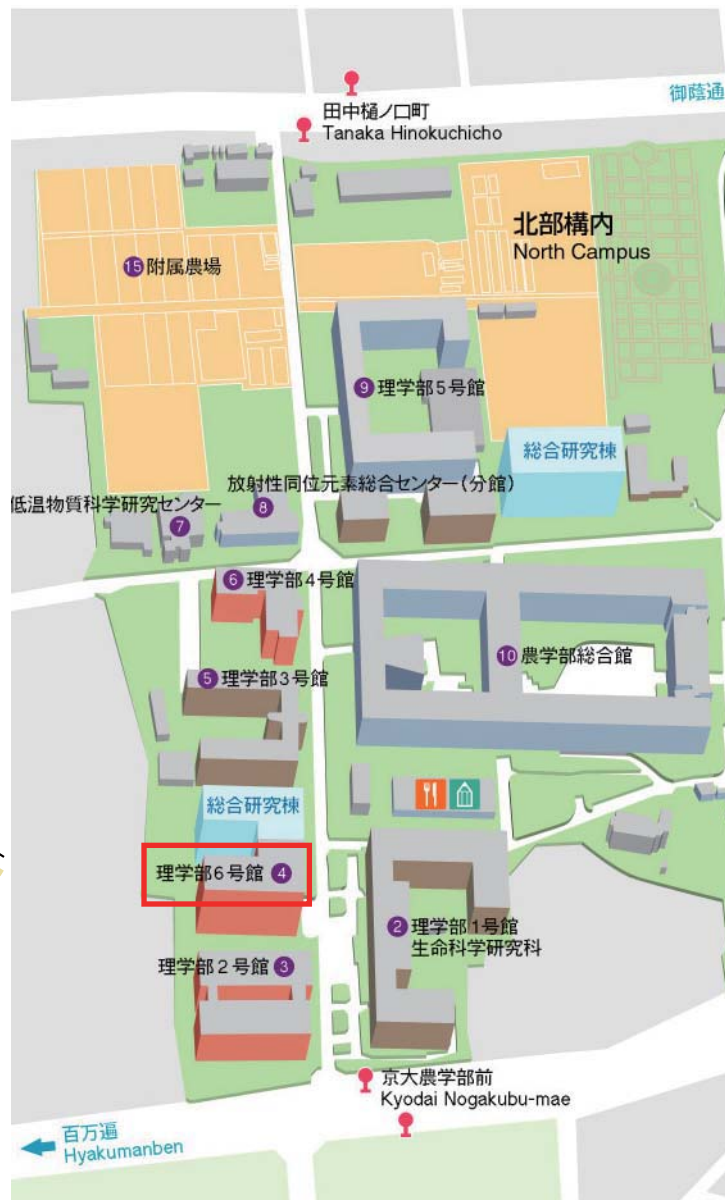 田中樋ノ口町
Tanaka Hinokuchicho
御蔭通
北部構内
North Campus
15 附属農場
9 理学部5号館
総合研究棟
放射性同位元素総合センター(分館)
8
低温物質科学研究センター
7
6 理学部4号館
10 農学部総合館
5 理学部3号館
総合研究棟
理学部6号館 4
2 理学部1号館
生命科学研究科
理学部2号館 3
京大農学部前
Kyodai Nogakubu-mae
百万遍
Hyakumanben